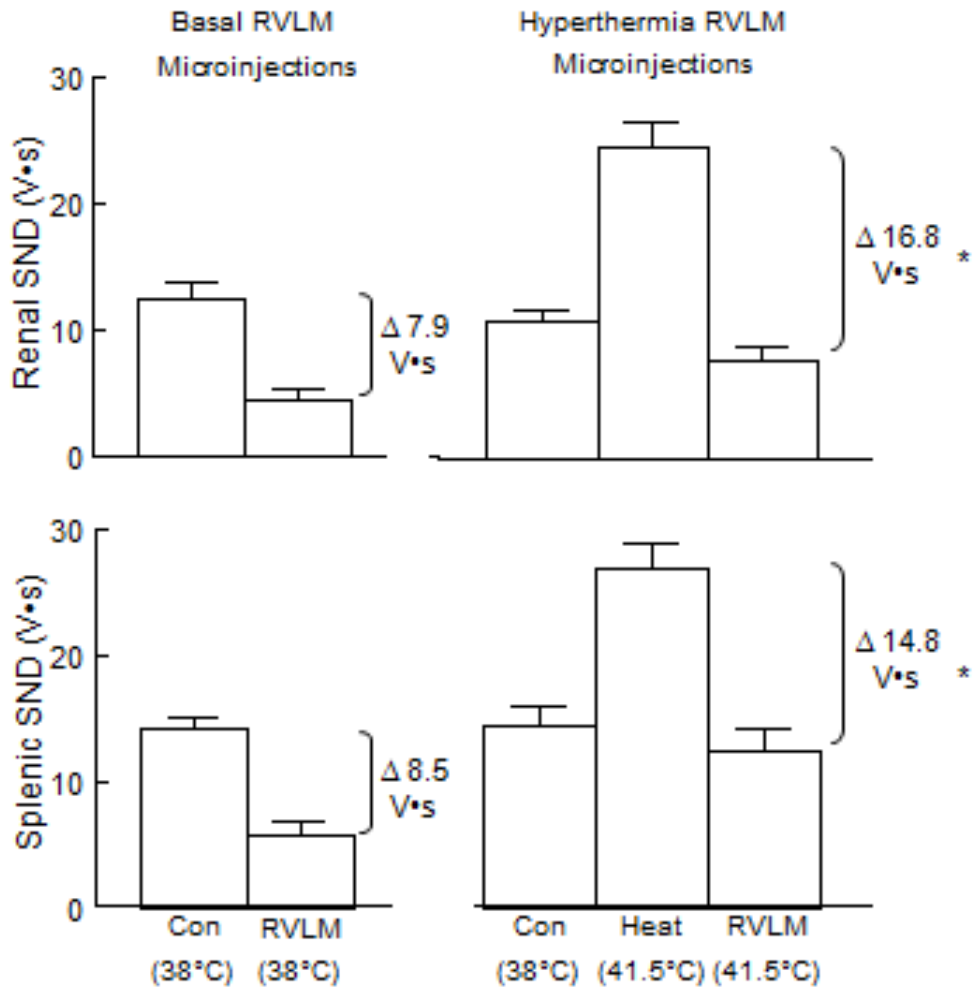 Basal RVLM
Microinjections
Hyperthermia RVLM
Microinjections
Renal SND (V•s)
30
20
10
0
Δ 7.9
V•s
Δ 16.8
V•s *
Splenic SND (V•s)
30
20
10
0
Δ 8.5
V•s
Δ 14.8
V•s *
Con RVLM
(38°C) (38°C)
Con Heat RVLM
(38°C) (41.5°C) (41.5°C)